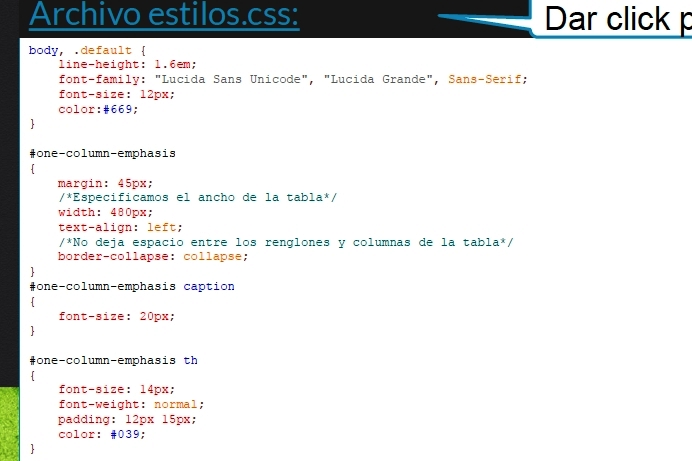 Archivo estilos.css:
Dar click p
body, .default {
line-height: 1.6em;
font-family: "Lucida Sans Unicode", "Lucida Grande", Sans-Serif;
font-size: 12px;
color:#669;
}
#one-column-emphasis
{
margin: 45px;
/*Especificamos el ancho de la tabla*/
width: 480px;
text-align: left;
/*No deja espacio entre los renglones y columnas de la tabla*/
border-collapse: collapse;
}
#one-column-emphasis caption
{
font-size: 20px;
}
#one-column-emphasis th
{
font-size: 14px;
font-weight: normal;
padding: 12px 15px;
color: #039;
}